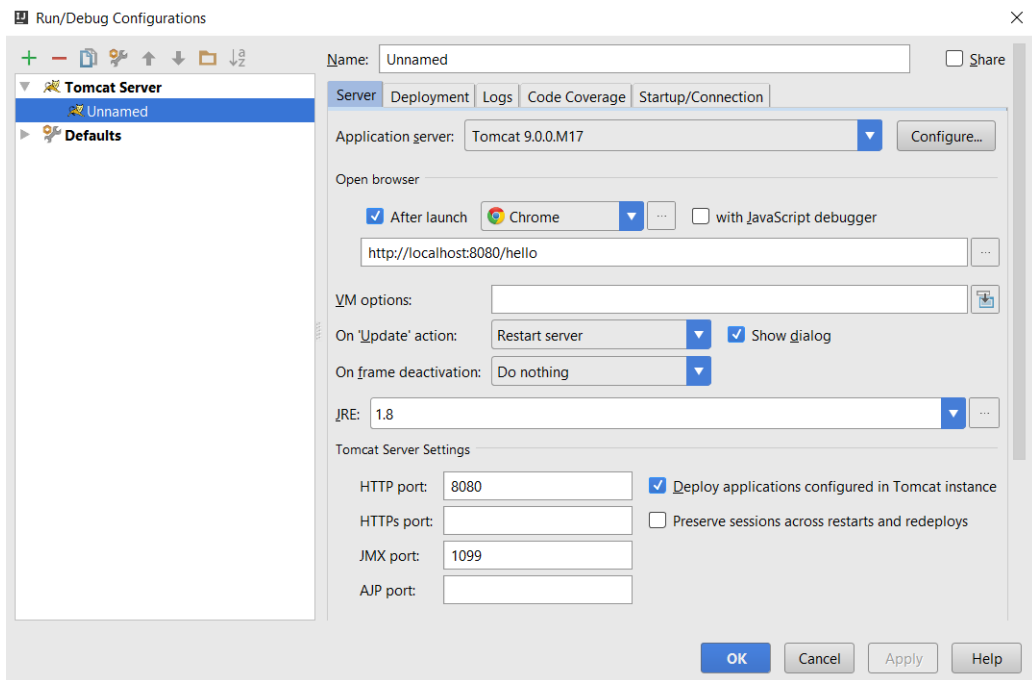 Run/Debug Configurations
Name: Unnamed Share
Tomcat Server
Unnamed
Defaults
Server Deployment Logs Code Coverage Startup/Connection
Application server: Tomcat 9.0.0.M17 Configure...
Open browser
After launch Chrome ... with JavaScript debugger
http://localhost:8080/hello ...
VM options:
On 'Update' action: Restart server Show dialog
On frame deactivation: Do nothing
JRE: 1.8 ...
Tomcat Server Settings
HTTP port: 8080 Deploy applications configured in Tomcat instance
HTTPs port: Preserve sessions across restarts and redeploys
JMX port: 1099
AJP port:
OK Cancel Apply Help